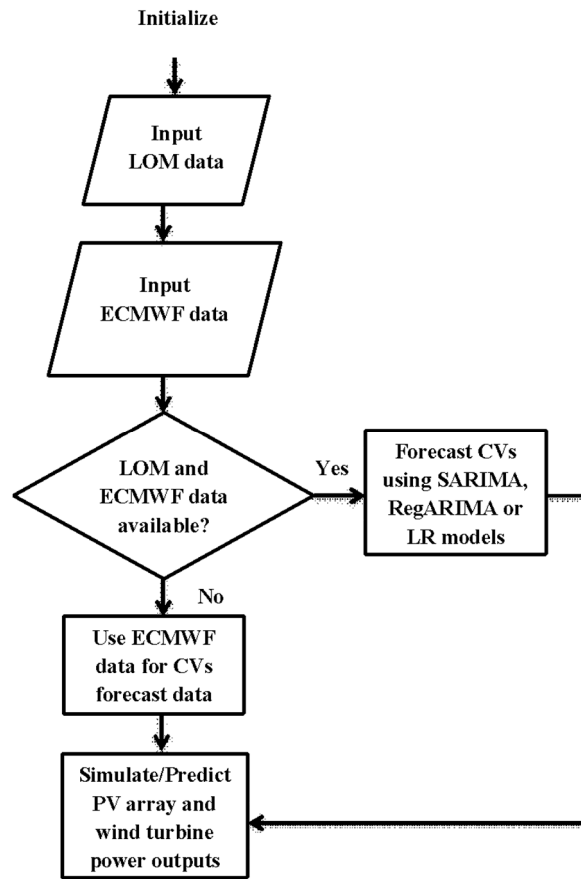 Initialize
Input
LOM data
Input
ECMWF data
LOM and
ECMWF data
available?
Yes
Forecast CVs
using SARIMA,
RegARIMA or
LR models
No
Use ECMWF
data for CVs
forecast data
Simulate/Predict
PV array and
wind turbine
power outputs